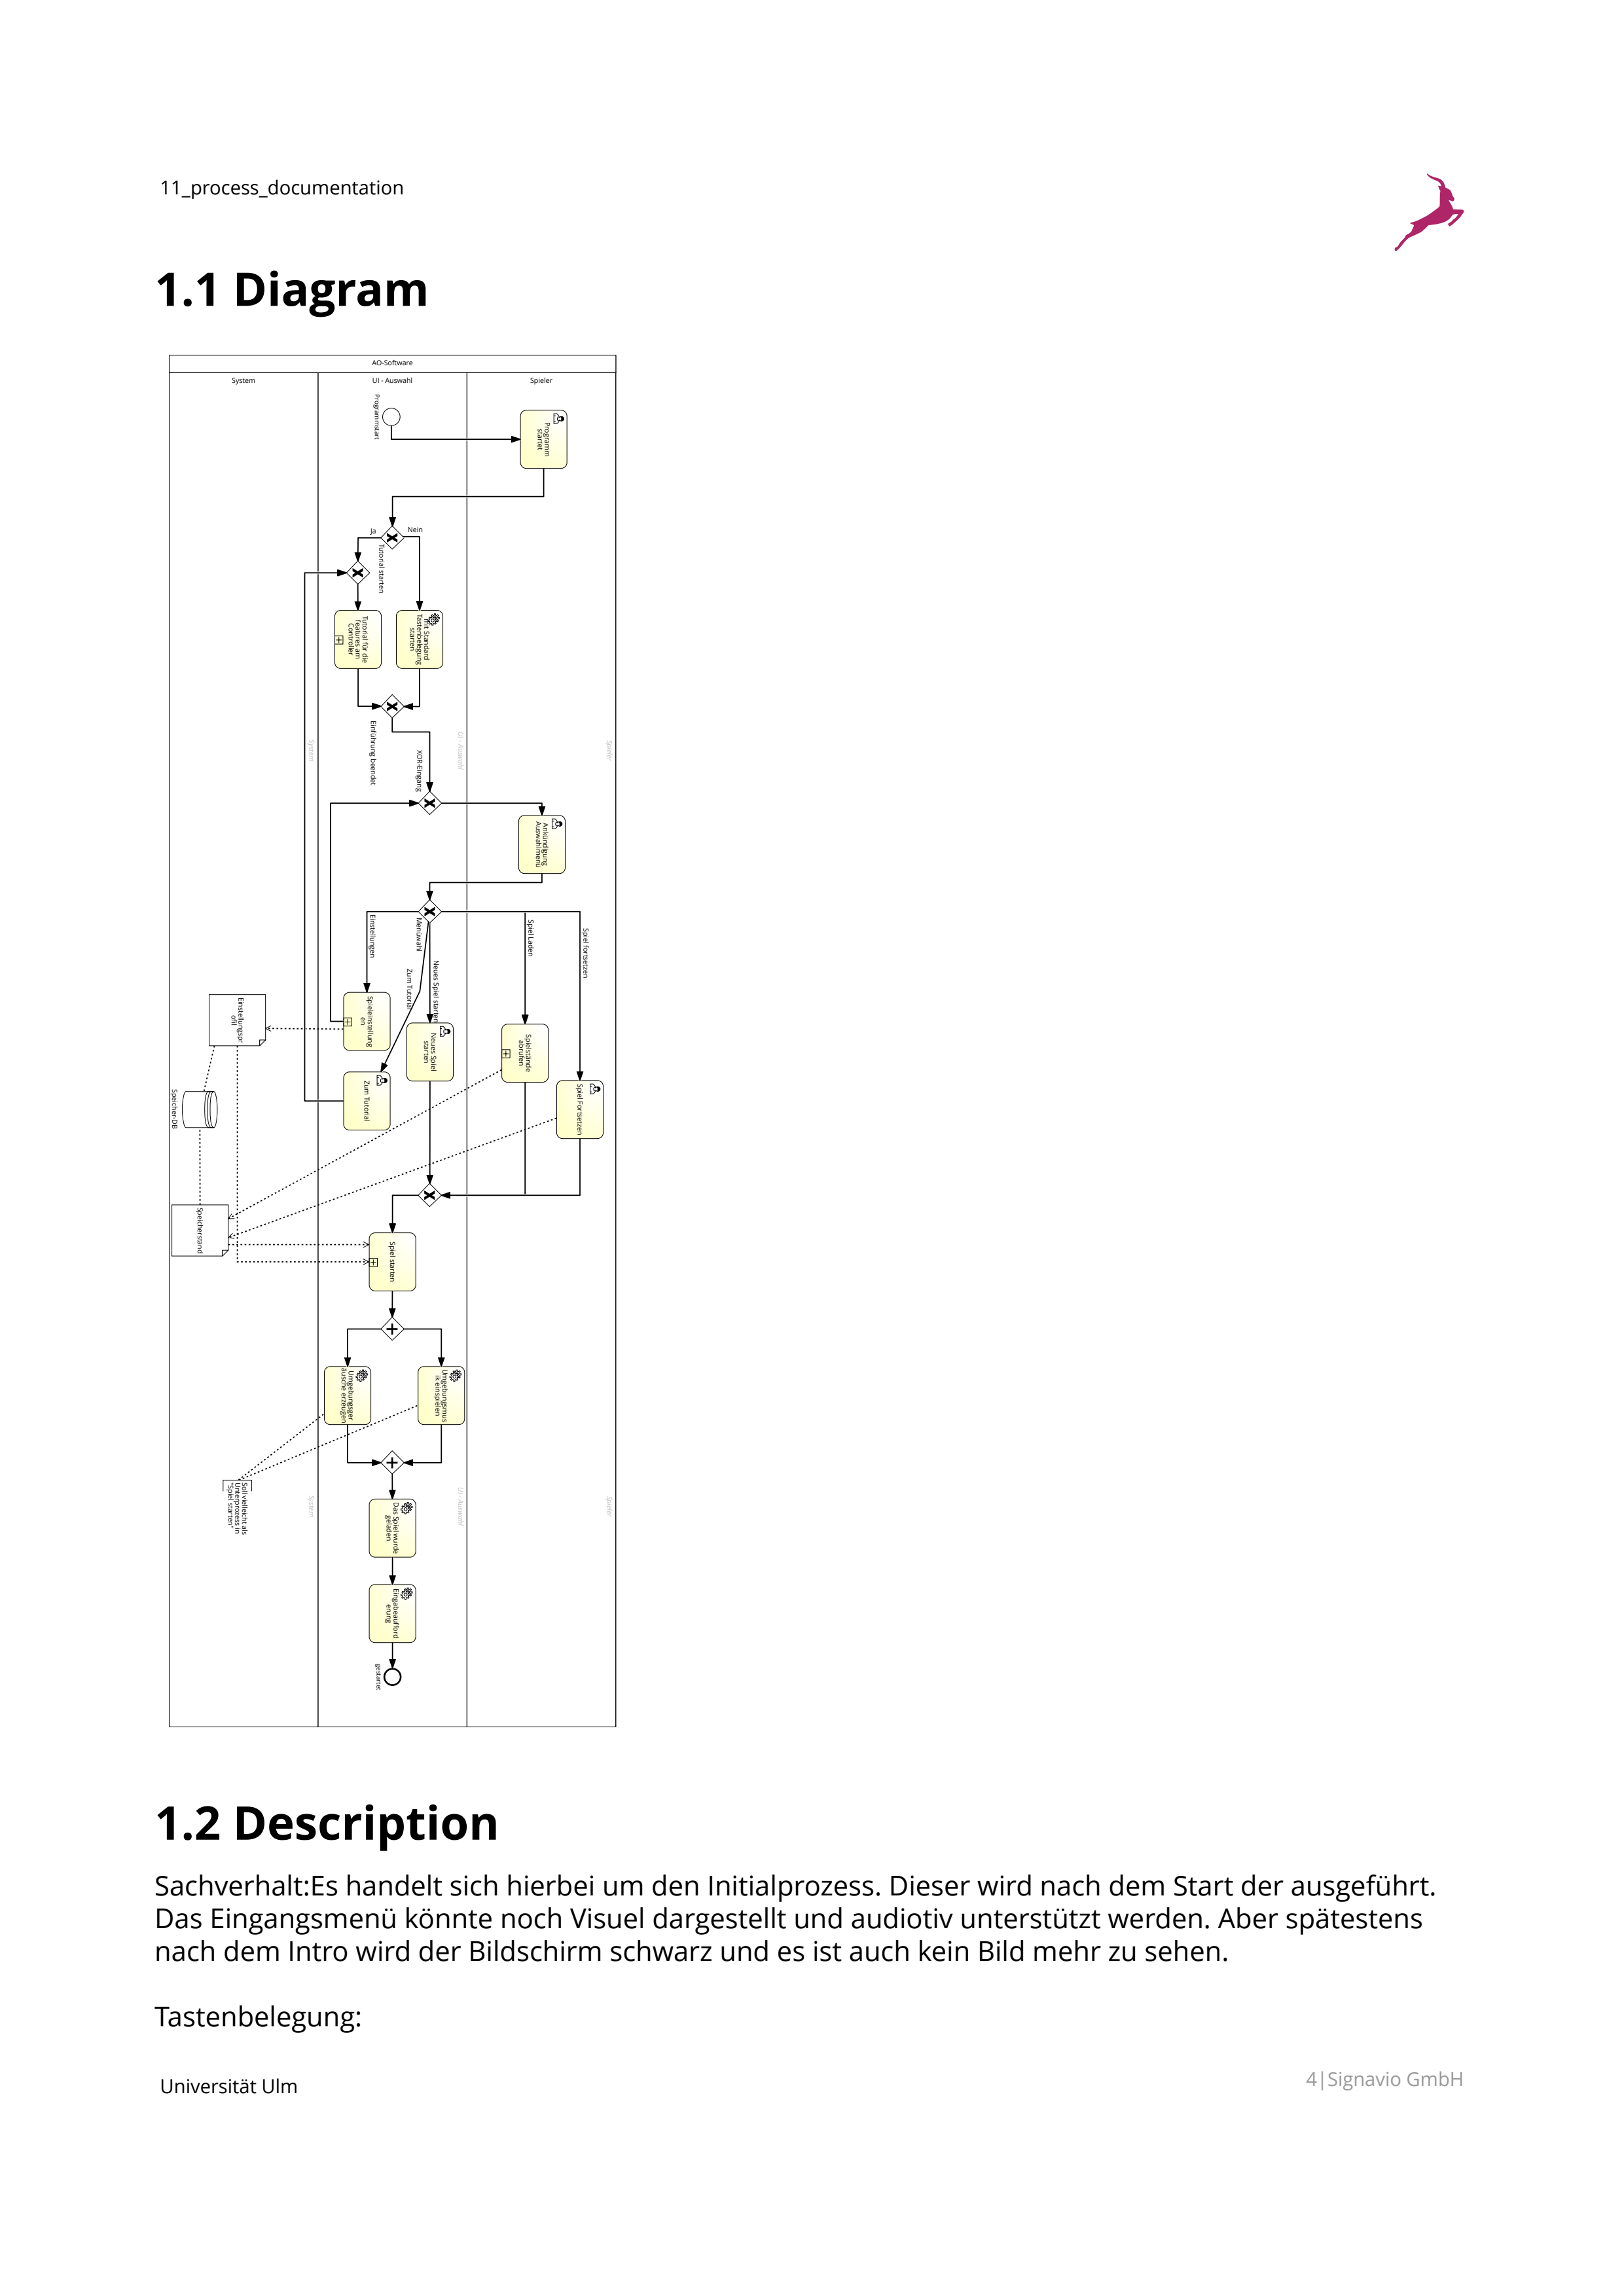 11_process_documentation
1.1 Diagram
AO-Software
System
UI - Auswahl
Spieler
Programmstart
Programm
startet
Ja
Nein
Tutorial starten
Tutorial für die
features am
Controller
mit Standard
Tastenbelegung
starten
Einführung beendet
XOR-Eingang
System
UI - Auswahl
Spieler
Ankündigung
Auswahlmenü
Einstellungen
Menüwahl
Zum Tutorial
Neues Spiel starten
Spiel Laden
Spiel fortsetzen
Einstellungspr
ofil
Spieleinstellung
en
Neues Spiel
starten
Spielstände
abrufen
Zum Tutorial
Spiel Fortsetzen
Speicher-DB
Speicherstand
Spiel starten
Umgebungsger
äusche erzeugen
Umgebungsmus
ik einspielen
Soll vielleicht als
Unterprozess in
"Spiel starten"
System
UI - Auswahl
Spieler
Das Spiel wurde
geladen
Eingabeaufford
erung
gestartet
1.2 Description
Sachverhalt:Es handelt sich hierbei um den Initialprozess. Dieser wird nach dem Start der ausgeführt.
Das Eingangsmenü könnte noch Visuel dargestellt und audiotiv unterstützt werden. Aber spätestens
nach dem Intro wird der Bildschirm schwarz und es ist auch kein Bild mehr zu sehen.
Tastenbelegung:
Universität Ulm
4|Signavio GmbH